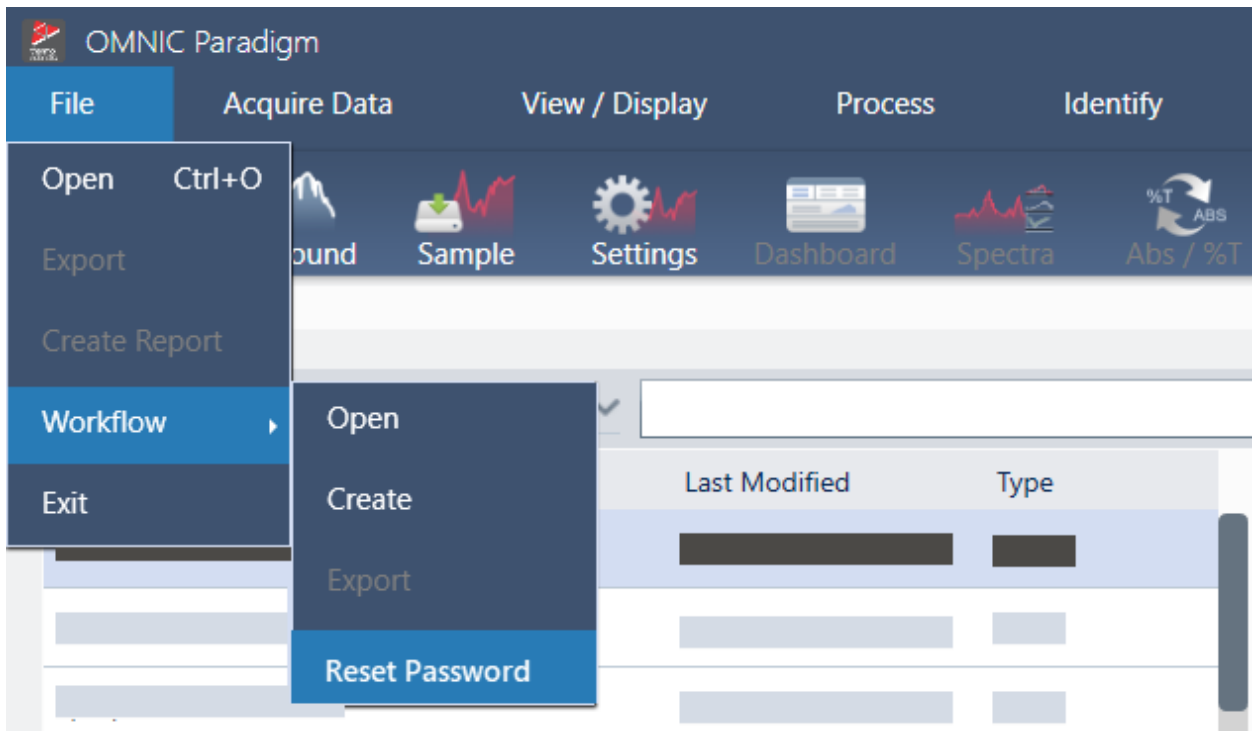 OMNIC Paradigm
File Acquire Data View / Display Process Identify
Open Ctrl+O
Export
Create Report
Workflow
Exit
ound Sample Settings Dashboard Spectra Abs / %T
%T ABS
Open
Create
Export
Reset Password
Last Modified Type